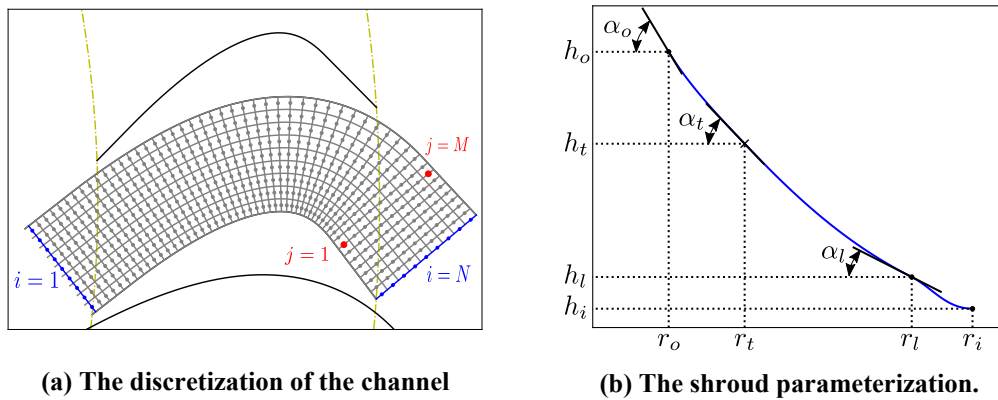 j = M
j = 1
i = 1
i = N
(a) The discretization of the channel
α_o
h_o
α_t
h_t
α_l
h_l
h_i
r_o r_t r_l r_i
(b) The shroud parameterization.